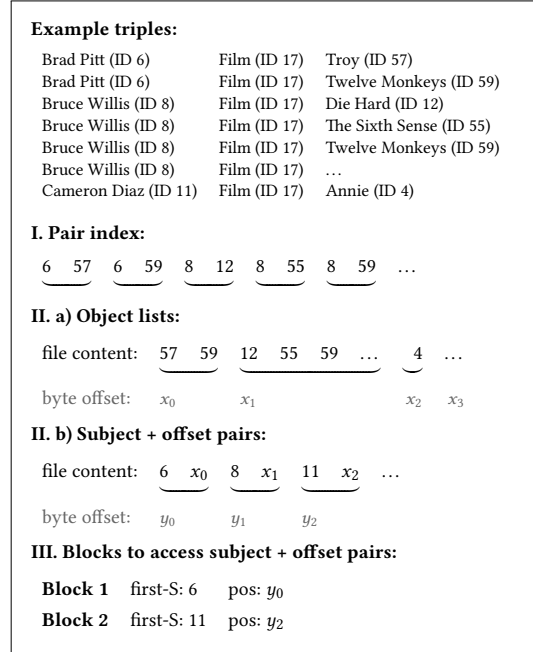 Example triples:
Brad Pitt (ID 6) Film (ID 17) Troy (ID 57)
Brad Pitt (ID 6) Film (ID 17) Twelve Monkeys (ID 59)
Bruce Willis (ID 8) Film (ID 17) Die Hard (ID 12)
Bruce Willis (ID 8) Film (ID 17) The Sixth Sense (ID 55)
Bruce Willis (ID 8) Film (ID 17) Twelve Monkeys (ID 59)
Bruce Willis (ID 8) Film (ID 17) …
Cameron Diaz (ID 11) Film (ID 17) Annie (ID 4)
I. Pair index:
6 57 6 59 8 12 8 55 8 59 …
II. a) Object lists:
file content: 57 59 12 55 59 … 4 …
byte offset: x₀ x₁ x₂ x₃
II. b) Subject + offset pairs:
file content: 6 x₀ 8 x₁ 11 x₂ …
byte offset: y₀ y₁ y₂
III. Blocks to access subject + offset pairs:
Block 1 first-S: 6 pos: y₀
Block 2 first-S: 11 pos: y₂